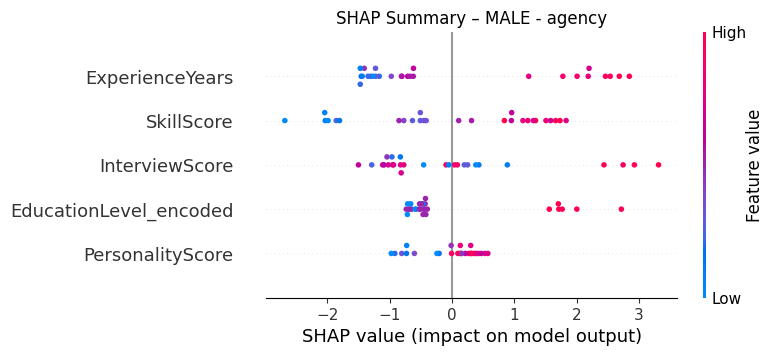 SHAP Summary – MALE - agency
High
ExperienceYears
SkillScore
InterviewScore
EducationLevel_encoded
PersonalityScore
Feature value
Low
−2 −1 0 1 2 3
SHAP value (impact on model output)